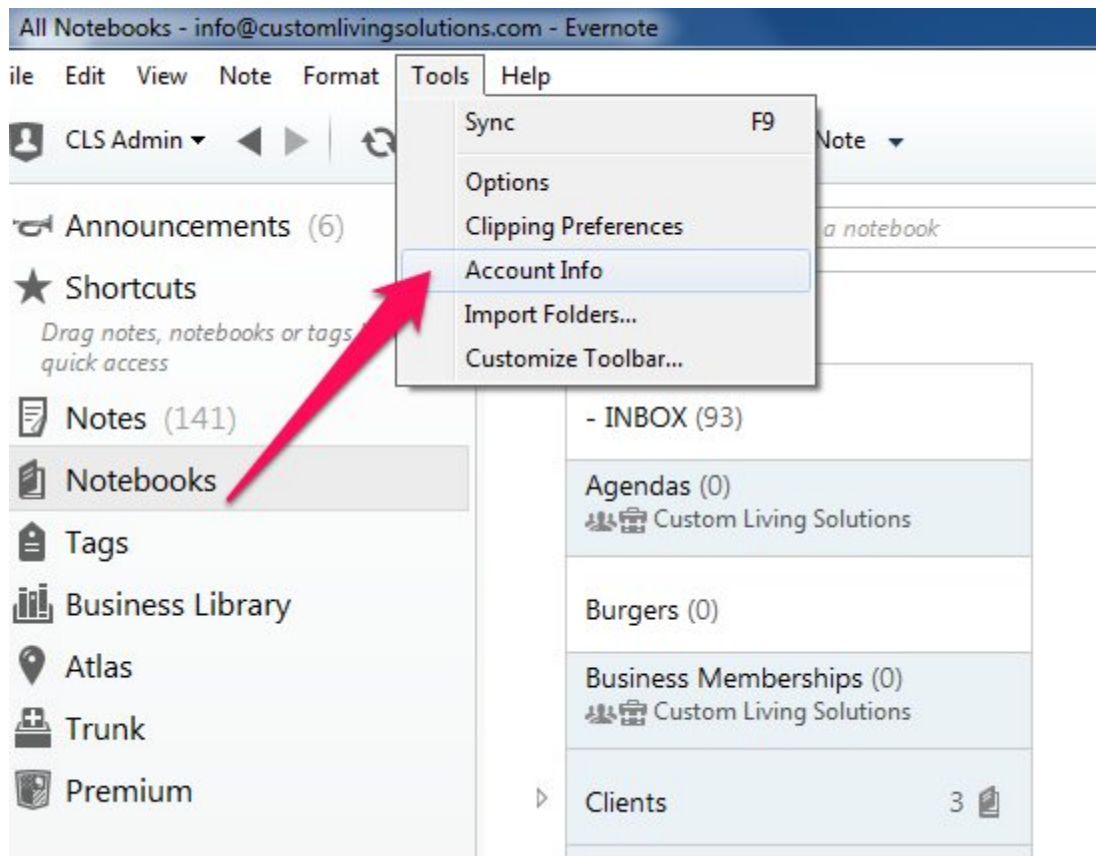 All Notebooks - info@customlivingsolutions.com - Evernote
ile Edit View Note Format Tools Help
CLS Admin
Sync F9
Note
Options
Announcements (6)
Clipping Preferences
a notebook
Account Info
Shortcuts
Import Folders...
Drag notes, notebooks or tags
quick access
Customize Toolbar...
Notes (141)
- INBOX (93)
Notebooks
Agendas (0)
Custom Living Solutions
Tags
Business Library
Burgers (0)
Atlas
Business Memberships (0)
Custom Living Solutions
Trunk
Premium
Clients 3